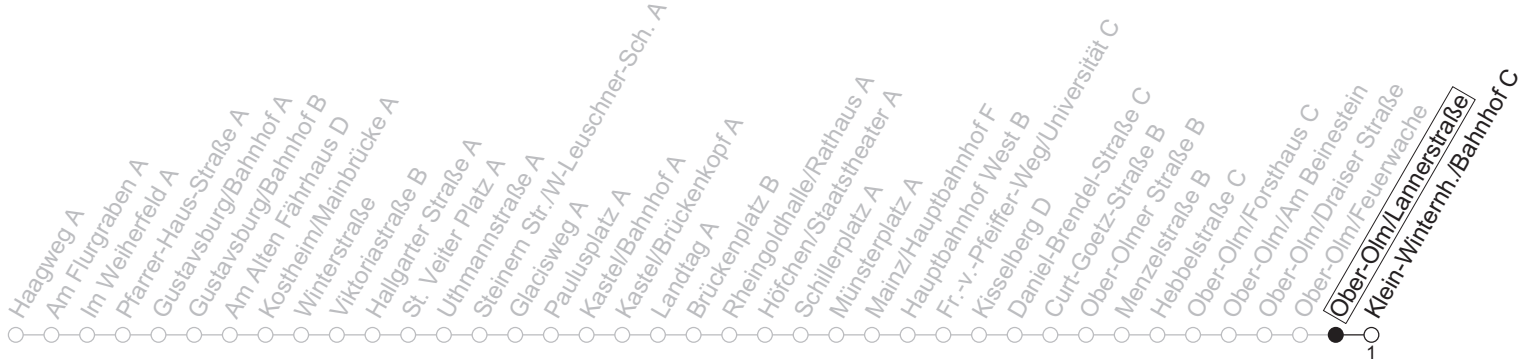 Haagweg A
Am Flurgraben A
Im Weiherfeld A
Pfarrer-Haus-Straße A
Gustavsburg/Bahnhof A
Gustavsburg/Bahnhof B
Am Alten Fährhaus D
Kostheim/Mainbrücke A
Winterstraße
Viktoriastraße B
Hallgarter Straße A
St. Veiter Platz A
Uthmannstraße A
Steinern Str./W-Leuschner-Sch. A
Glacisweg A
Paulusplatz A
Kastel/Bahnhof A
Kastel/Brückenkopf A
Landtag A
Brückenplatz B
Rheingoldhalle/Rathaus A
Höfchen/Staatstheater A
Schillerplatz A
Münsterplatz A
Mainz/Hauptbahnhof F
Hauptbahnhof West B
Fr.-v.-Pfeiffer-Weg/Universität C
Kisselberg D
Daniel-Brendel-Straße C
Curt-Goetz-Straße B
Ober-Olmer Straße B
Menzelstraße B
Hebbelstraße C
Ober-Olm/Forsthaus C
Ober-Olm/Am Beinestein
Ober-Olm/Draiser Straße
Ober-Olm/Feuerwache
Ober-Olm/Lannerstraße
Klein-Winternh./Bahnhof C
1